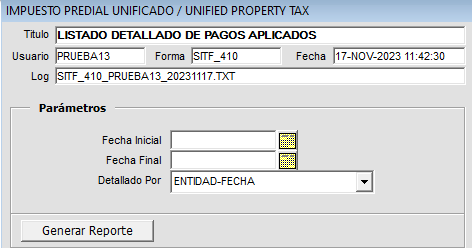 IMPUESTO PREDIAL UNIFICADO / UNIFIED PROPERTY TAX
Titulo LISTADO DETALLADO DE PAGOS APLICADOS
Usuario PRUEBA13 Forma SITF_410 Fecha 17-NOV-2023 11:42:30
Log SITF_410_PRUEBA13_20231117.TXT
Parámetros
Fecha Inicial
Fecha Final
Detallado Por ENTIDAD-FECHA
Generar Reporte